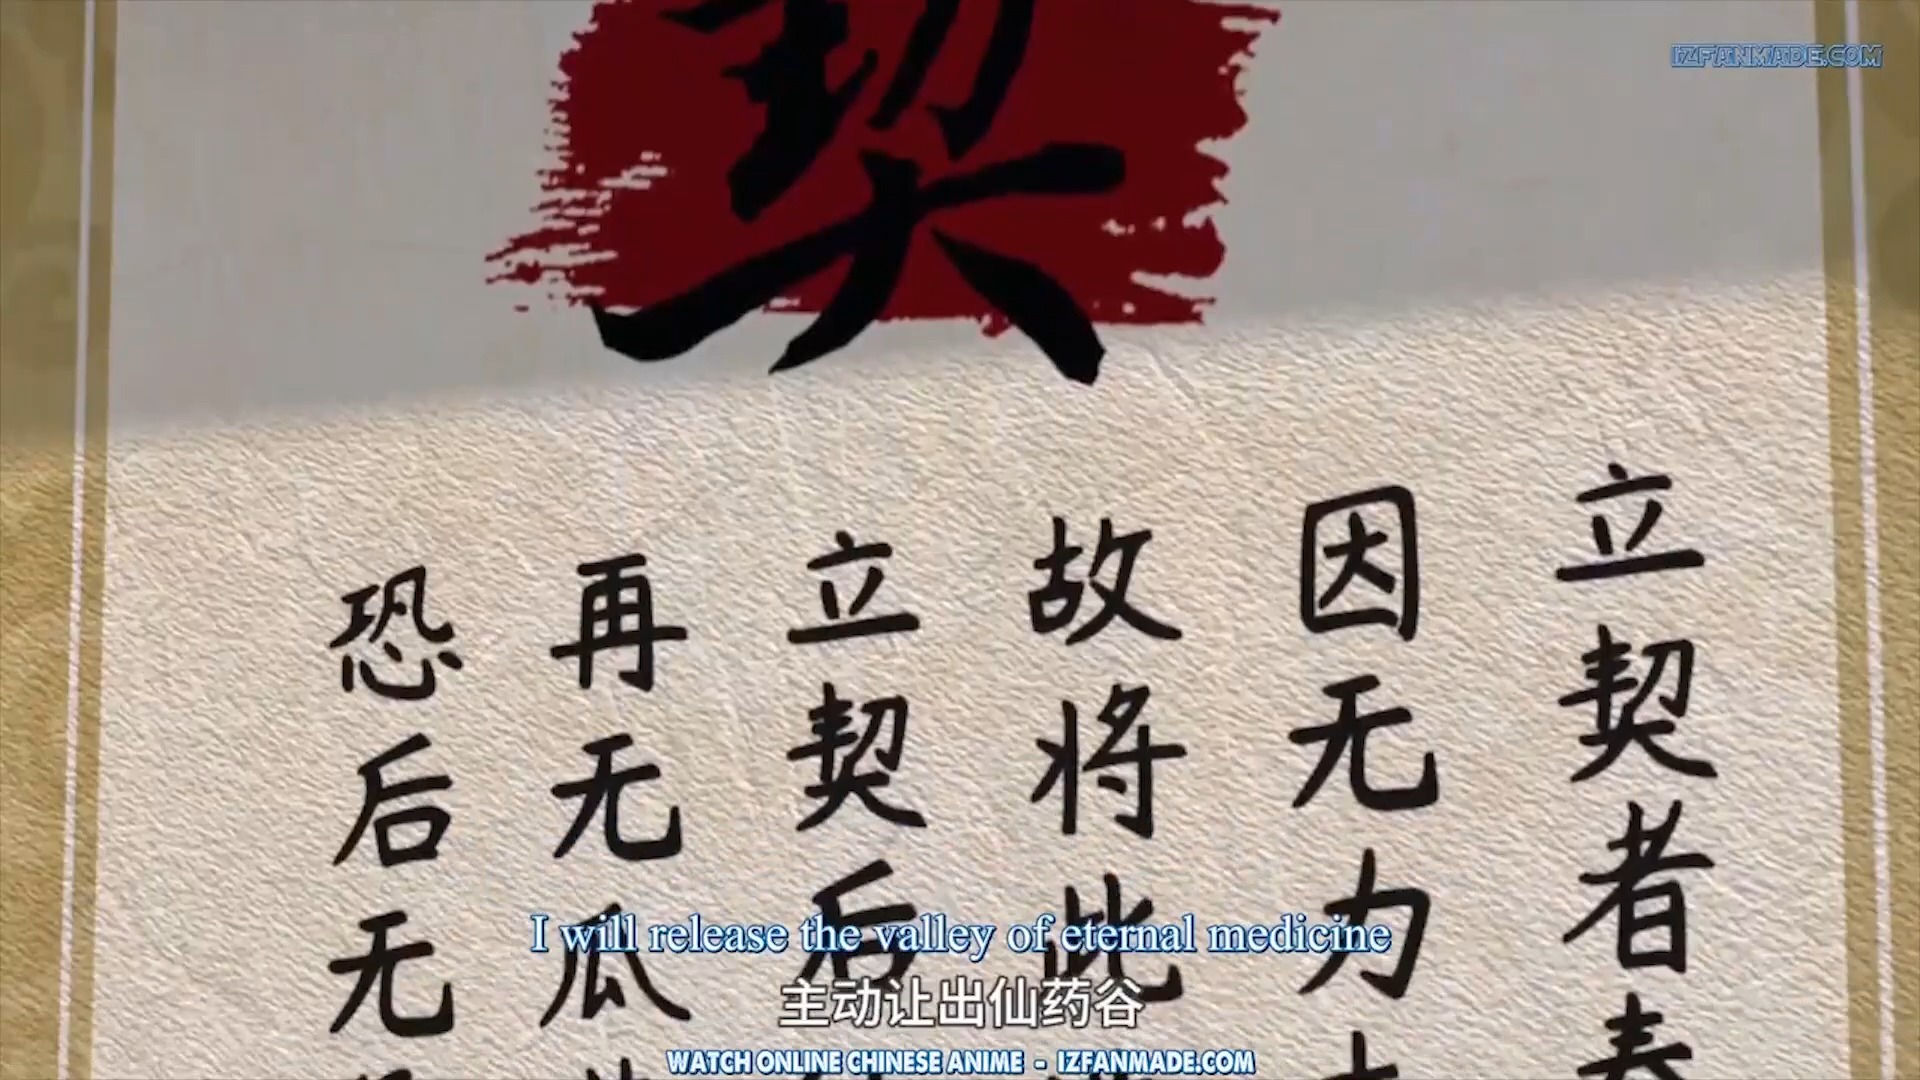 IZFANMADE.COM
契
立契者春
因无力
故将此
立契后
再无瓜
恐后无
I will release the valley of eternal medicine
主动让出仙药谷
WATCH ONLINE CHINESE ANIME - IZFANMADE.COM